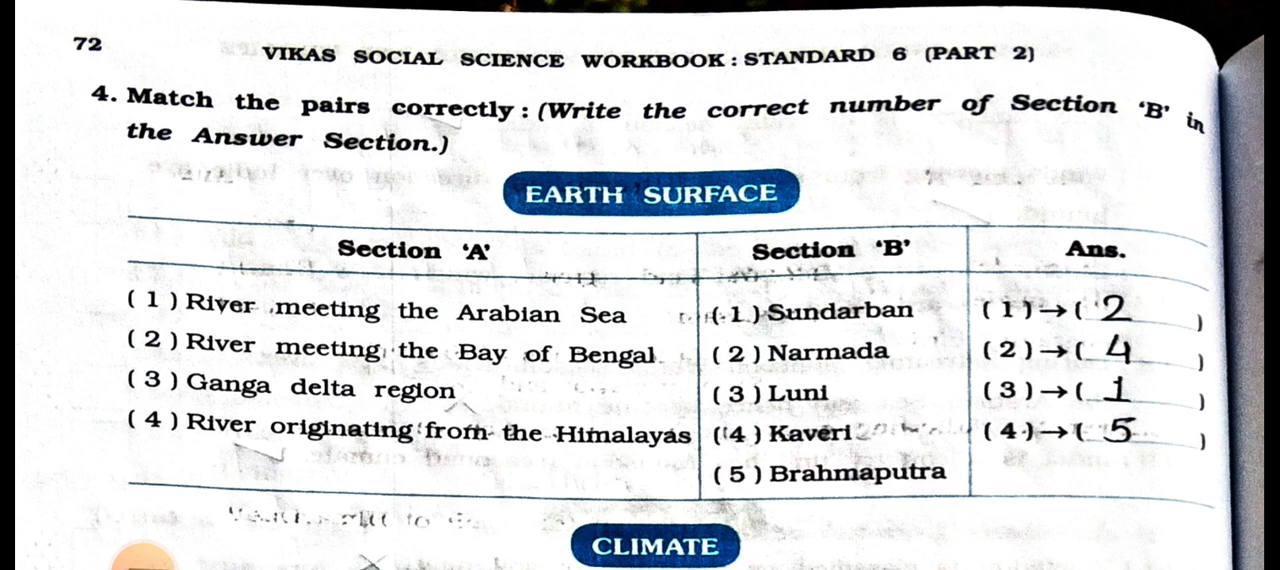 72
VIKAS SOCIAL SCIENCE WORKBOOK : STANDARD 6 (PART 2)
4. Match the pairs correctly : (Write the correct number of Section 'B' in
the Answer Section.)
EARTH SURFACE
Section 'A' Section 'B' Ans.
( 1 ) River meeting the Arabian Sea ( 1 ) Sundarban ( 1 ) → ( 2 )
( 2 ) River meeting the Bay of Bengal ( 2 ) Narmada ( 2 ) → ( 4 )
( 3 ) Ganga delta region ( 3 ) Luni ( 3 ) → ( 1 )
( 4 ) River originating from the Himalayas ( 4 ) Kaveri ( 4 ) → ( 5 )
( 5 ) Brahmaputra
CLIMATE